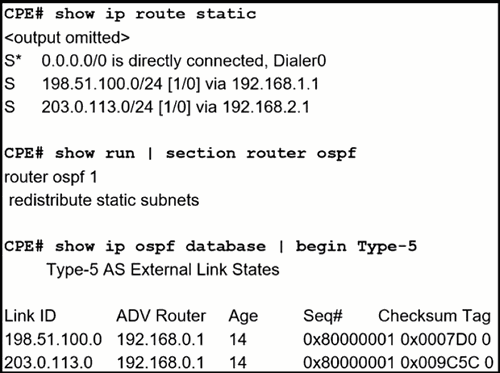 CPE# show ip route static
<output omitted>
S* 0.0.0.0/0 is directly connected, Dialer0
S 198.51.100.0/24 [1/0] via 192.168.1.1
S 203.0.113.0/24 [1/0] via 192.168.2.1
CPE# show run | section router ospf
router ospf 1
redistribute static subnets
CPE# show ip ospf database | begin Type-5
Type-5 AS External Link States
Link ID ADV Router Age Seq# Checksum Tag
198.51.100.0 192.168.0.1 14 0x80000001 0x0007D0 0
203.0.113.0 192.168.0.1 14 0x80000001 0x009C5C 0